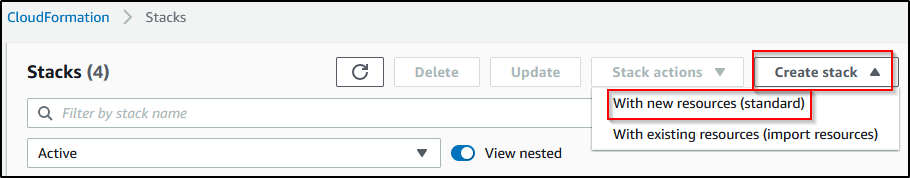 CloudFormation > Stacks
Stacks (4)
Delete
Update
Stack actions
Create stack
With new resources (standard)
With existing resources (import resources)
Filter by stack name
Active
View nested